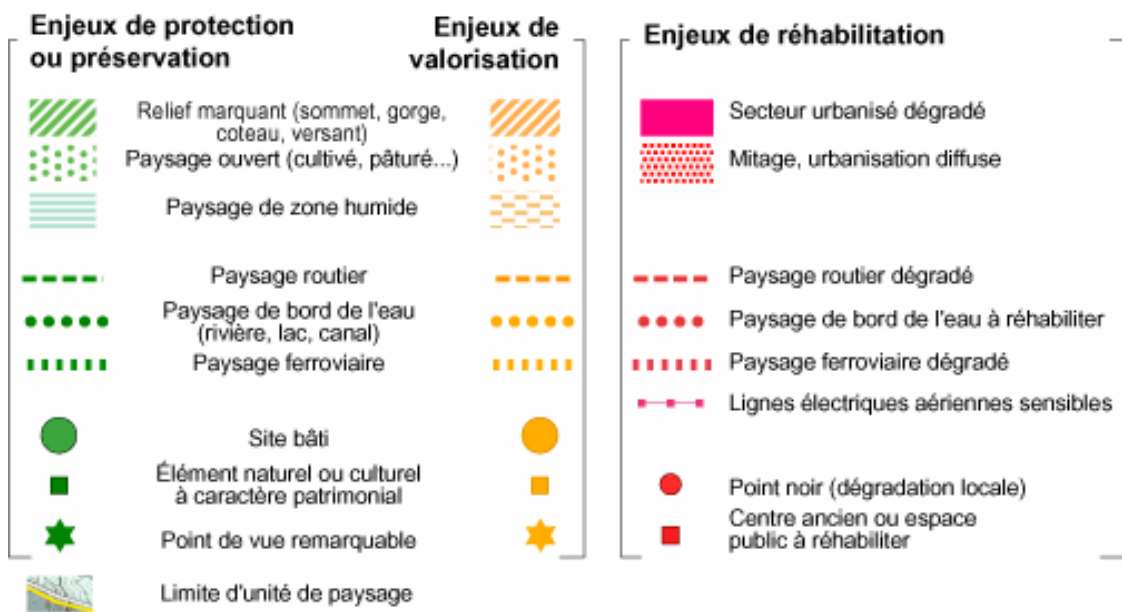 Enjeux de protection
ou préservation
Enjeux de
valorisation
Relief marquant (sommet, gorge,
coteau, versant)
Paysage ouvert (cultivé, pâturé...)
Paysage de zone humide
Paysage routier
Paysage de bord de l'eau
(rivière, lac, canal)
Paysage ferroviaire
Site bâti
Élément naturel ou culturel
à caractère patrimonial
Point de vue remarquable
Limite d'unité de paysage
Enjeux de réhabilitation
Secteur urbanisé dégradé
Mitage, urbanisation diffuse
Paysage routier dégradé
Paysage de bord de l'eau à réhabiliter
Paysage ferroviaire dégradé
Lignes électriques aériennes sensibles
Point noir (dégradation locale)
Centre ancien ou espace
public à réhabiliter